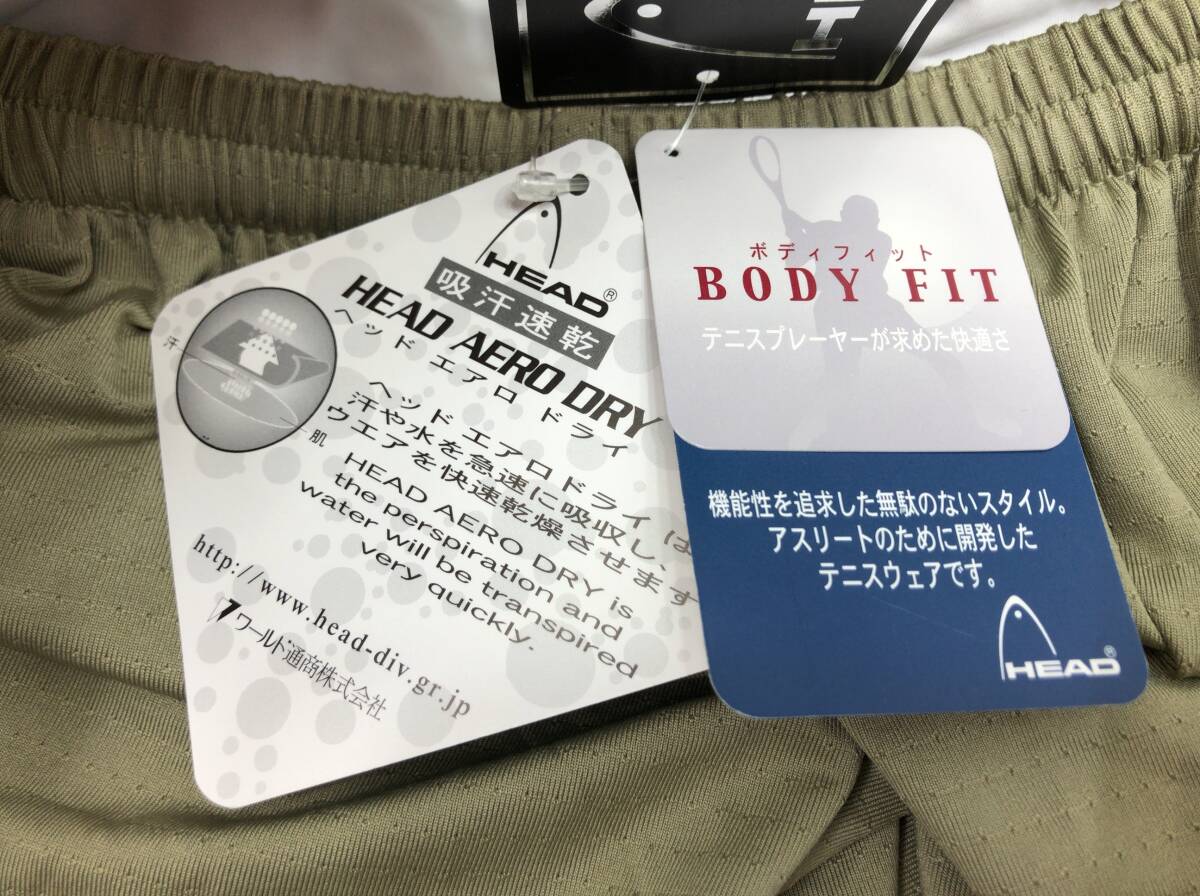 HEAD®
吸汗速乾
HEAD AERO DRY
ヘッド エアロ ドライ
汗
肌
ヘッド エアロドライ は
汗や水を急速に吸収し、
ウエアを快速乾燥させます
HEAD AERO DRY is
the perspiration and
water will be transpired
very quickly.
http://www.head-div.gr.jp
ワールド通商株式会社
ボディフィット
BODY FIT
テニスプレーヤーが求めた快適さ
機能性を追求した無駄のないスタイル。
アスリートのために開発した
テニスウェアです。
HEAD®